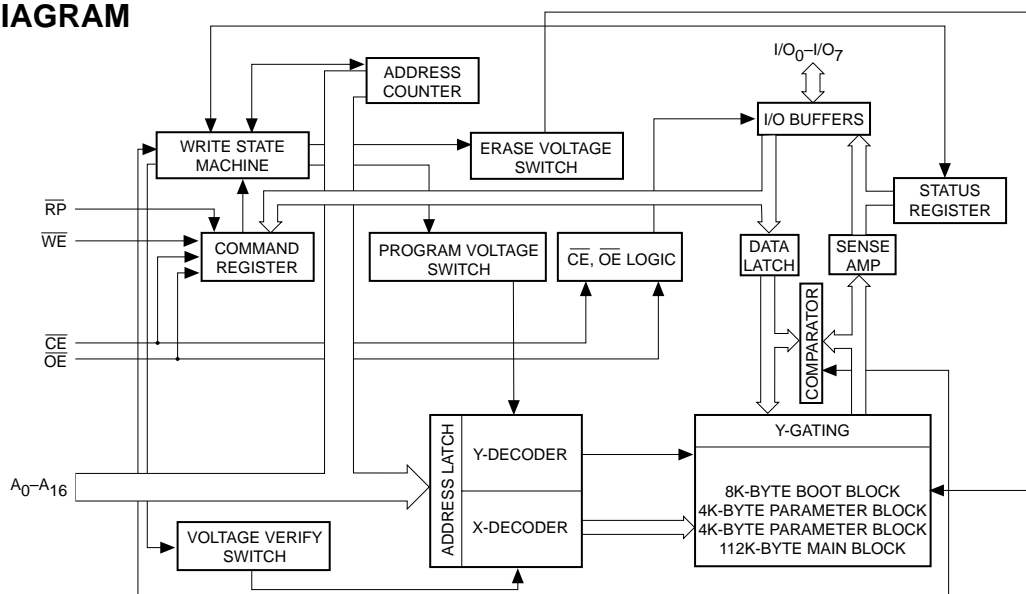 IAGRAM
I/O0–I/O7
ADDRESS
COUNTER
I/O BUFFERS
WRITE STATE
MACHINE
ERASE VOLTAGE
SWITCH
STATUS
REGISTER
RP
WE
COMMAND
REGISTER
PROGRAM VOLTAGE
SWITCH
CE, OE LOGIC
DATA
LATCH
SENSE
AMP
COMPARATOR
CE
OE
ADDRESS LATCH
Y-DECODER
X-DECODER
Y-GATING
8K-BYTE BOOT BLOCK
4K-BYTE PARAMETER BLOCK
4K-BYTE PARAMETER BLOCK
112K-BYTE MAIN BLOCK
A0–A16
VOLTAGE VERIFY
SWITCH